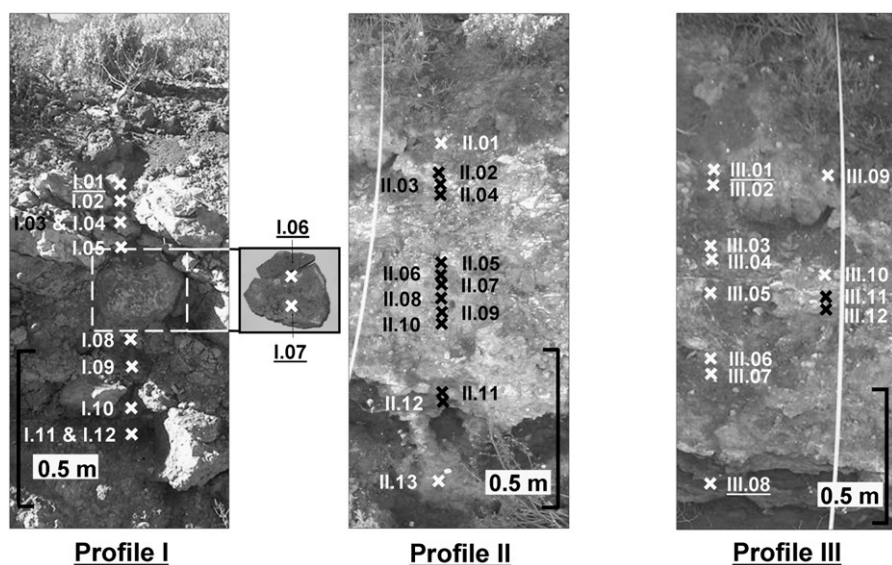 I.01
I.02
I.03 & I.04
I.05
I.06
I.07
I.08
I.09
I.10
I.11 & I.12
0.5 m
Profile I
II.01
II.02
II.03
II.04
II.05
II.06
II.07
II.08
II.09
II.10
II.11
II.12
II.13
0.5 m
Profile II
III.01
III.02
III.09
III.03
III.04
III.10
III.05
III.11
III.12
III.06
III.07
III.08
0.5 m
Profile III